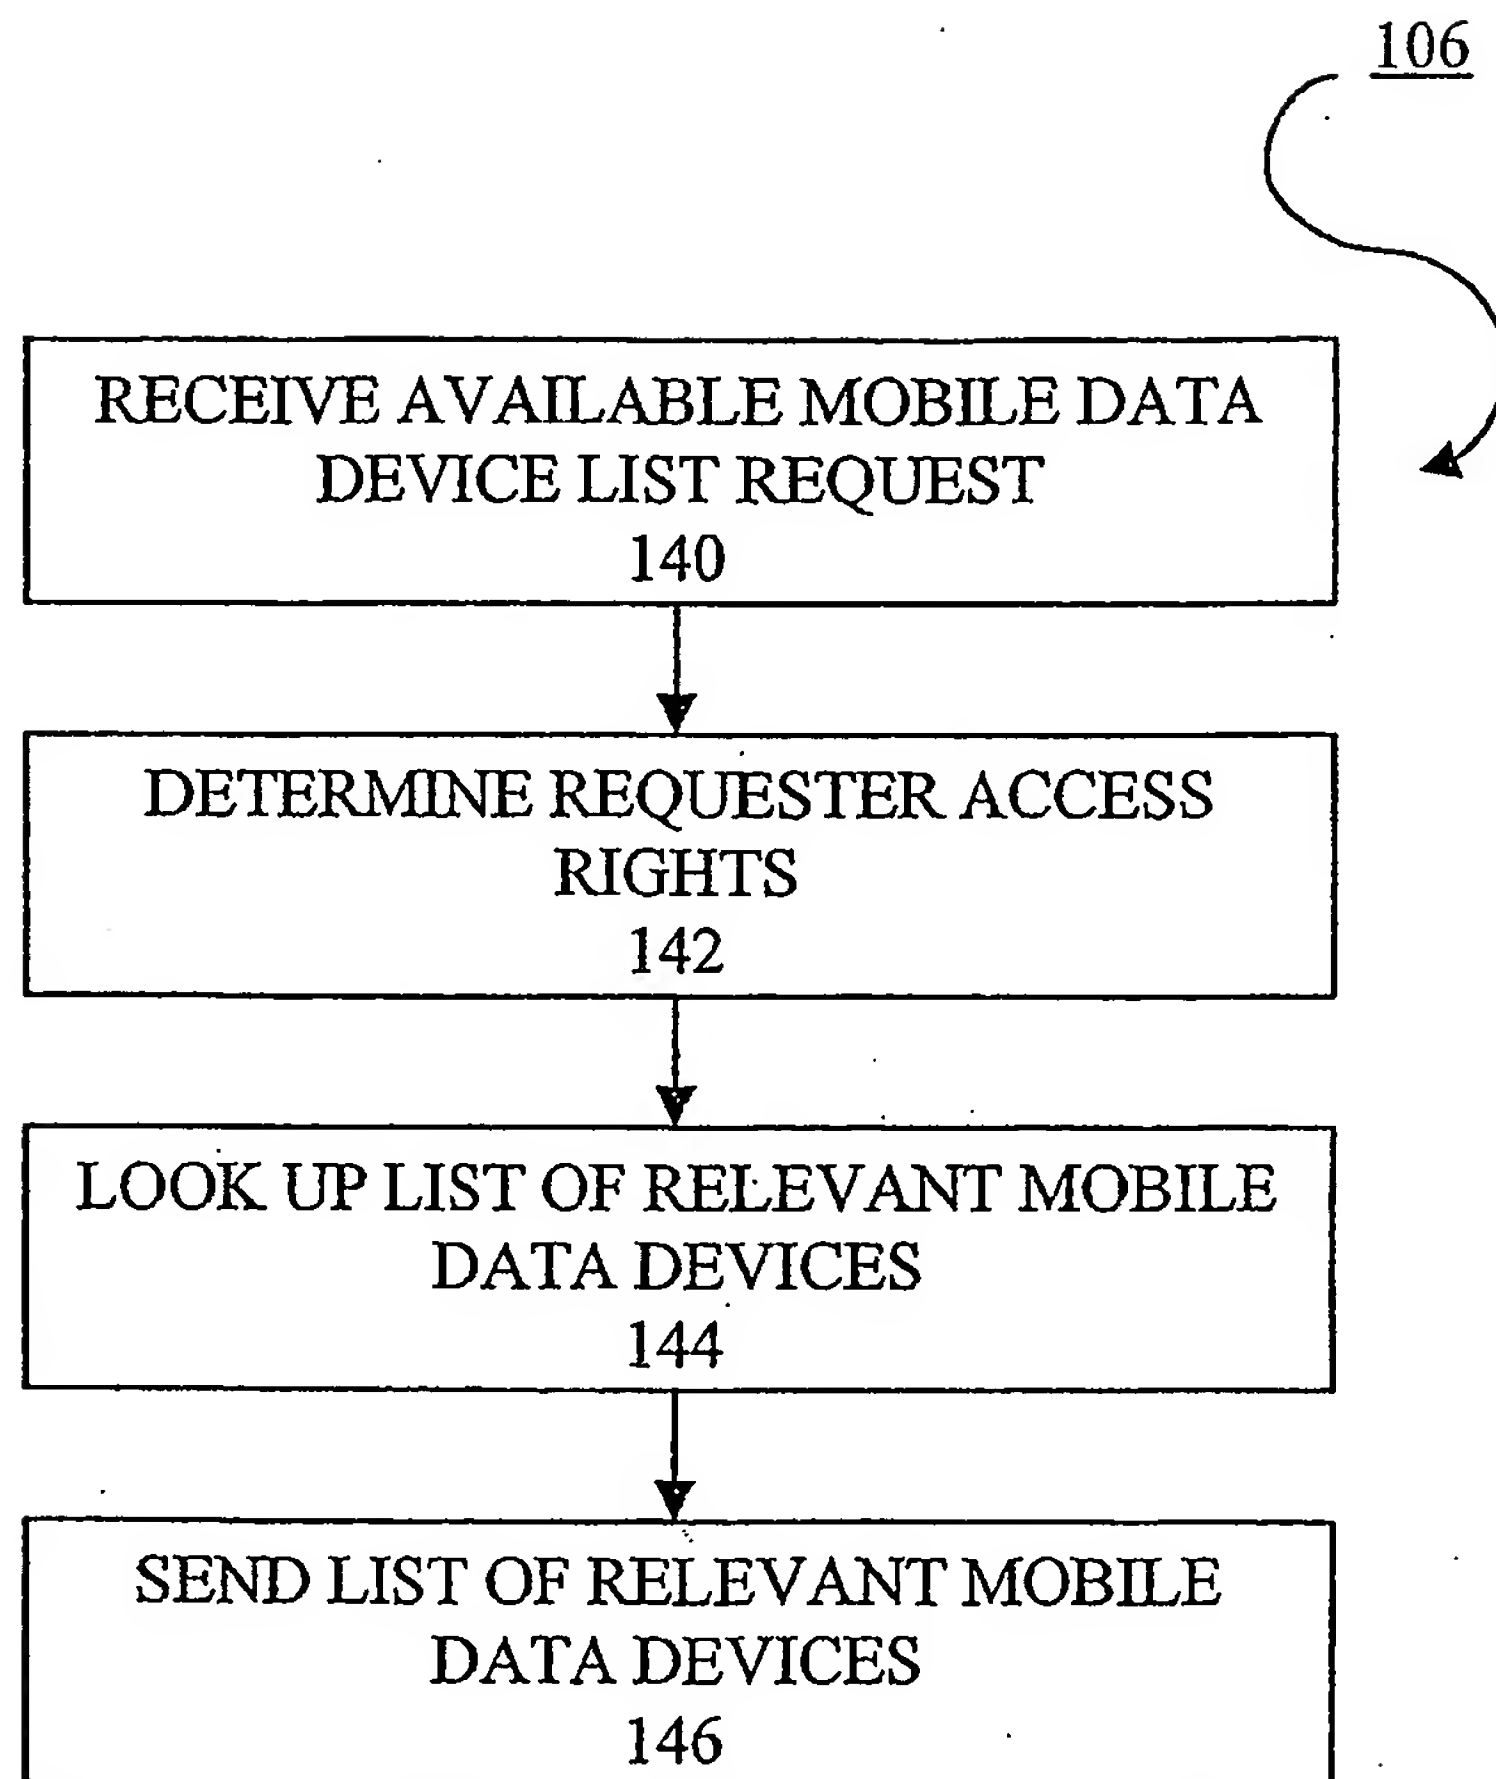 106
RECEIVE AVAILABLE MOBILE DATA
DEVICE LIST REQUEST
140
DETERMINE REQUESTER ACCESS
RIGHTS
142
LOOK UP LIST OF RELEVANT MOBILE
DATA DEVICES
144
SEND LIST OF RELEVANT MOBILE
DATA DEVICES
146